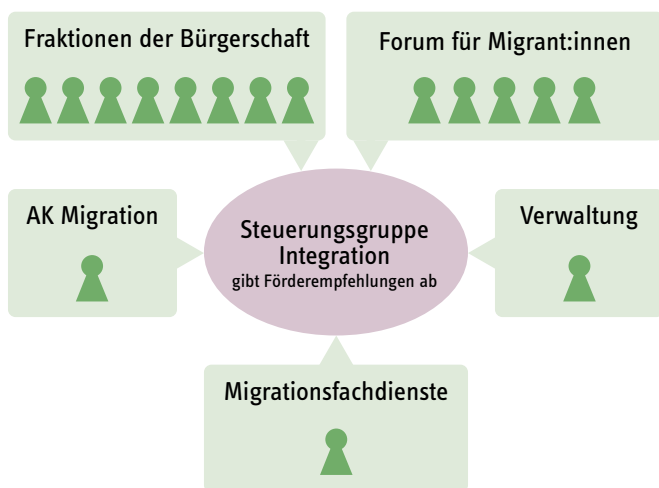 Fraktionen der Bürgerschaft
Forum für Migrant:innen
AK Migration
Steuerungsgruppe
Integration
gibt Förderempfehlungen ab
Verwaltung
Migrationsfachdienste